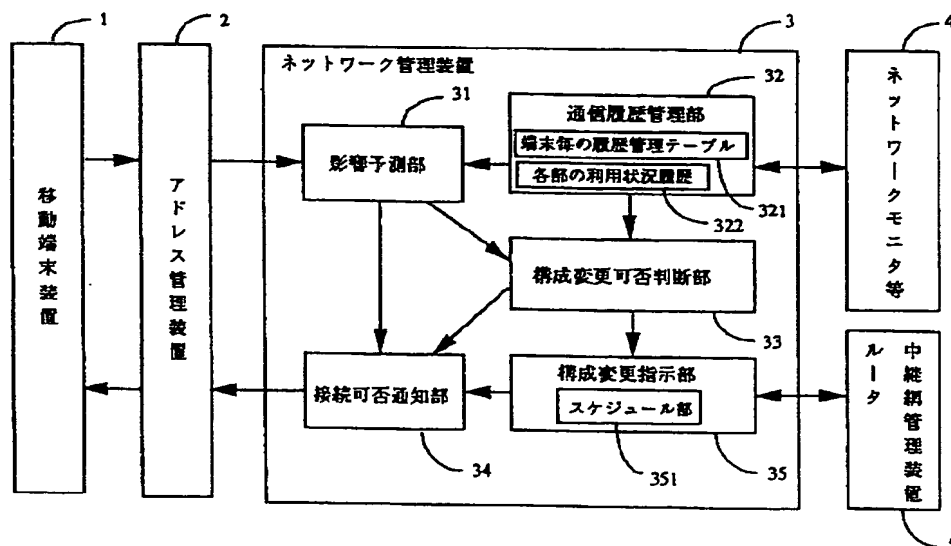 1
2
3
4
ネットワーク管理装置
31
32
通信履歴管理部
端末毎の履歴管理テーブル
各部の利用状況履歴
321
322
影響予測部
移動端末装置
アドレス管理装置
ネットワークモニタ等
構成変更可否判断部
33
構成変更指示部
スケジュール部
351
35
接続可否通知部
34
中継網管理装置
ルータ